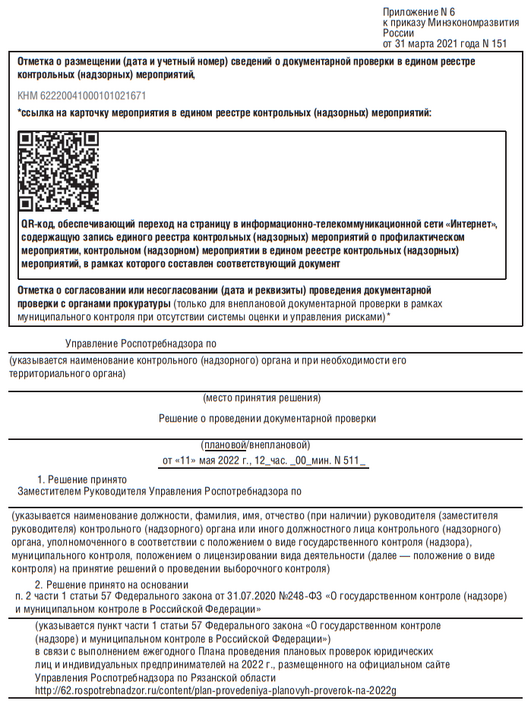 Приложение N 6
к приказу Минэкономразвития
России
от 31 марта 2021 года N 151
Отметка о размещении (дата и учетный номер) сведений о документарной проверки в едином реестре
контрольных (надзорных) мероприятий,
КНМ 62220041000101021671
*ссылка на карточку мероприятия в едином реестре контрольных (надзорных) мероприятий:
QR-код, обеспечивающий переход на страницу в информационно-телекоммуникационной сети «Интернет»,
содержащую запись единого реестра контрольных (надзорных) мероприятий о профилактическом
мероприятии, контрольном (надзорном) мероприятии в едином реестре контрольных (надзорных)
мероприятий, в рамках которого составлен соответствующий документ
Отметка о согласовании или несогласовании (дата и реквизиты) проведения документарной
проверки с органами прокуратуры (только для внеплановой документарной проверки в рамках
муниципального контроля при отсутствии системы оценки и управления рисками)*
Управление Роспотребнадзора по
(указывается наименование контрольного (надзорного) органа и при необходимости его
территориального органа)
(место принятия решения)
Решение о проведении документарной проверки
(плановой/внеплановой)
от «11» мая 2022 г., 12_час. _00_мин. N 511_
1. Решение принято
Заместителем Руководителя Управления Роспотребнадзора по
(указывается наименование должности, фамилия, имя, отчество (при наличии) руководителя (заместителя
руководителя) контрольного (надзорного) органа или иного должностного лица контрольного (надзорного)
органа, уполномоченного в соответствии с положением о виде государственного контроля (надзора),
муниципального контроля, положением о лицензировании вида деятельности (далее — положение о виде
контроля) на принятие решений о проведении выборочного контроля)
2. Решение принято на основании
п. 2 части 1 статьи 57 Федерального закона от 31.07.2020 №248-ФЗ «О государственном контроле (надзоре)
и муниципальном контроле в Российской Федерации»
(указывается пункт части 1 статьи 57 Федерального закона «О государственном контроле
(надзоре) и муниципальном контроле в Российской Федерации»)
в связи с выполнением ежегодного Плана проведения плановых проверок юридических
лиц и индивидуальных предпринимателей на 2022 г., размещенного на официальном сайте
Управления Роспотребнадзора по Рязанской области
http://62.rospotrebnadzor.ru/content/plan-provedeniya-planovyh-proverok-na-2022g